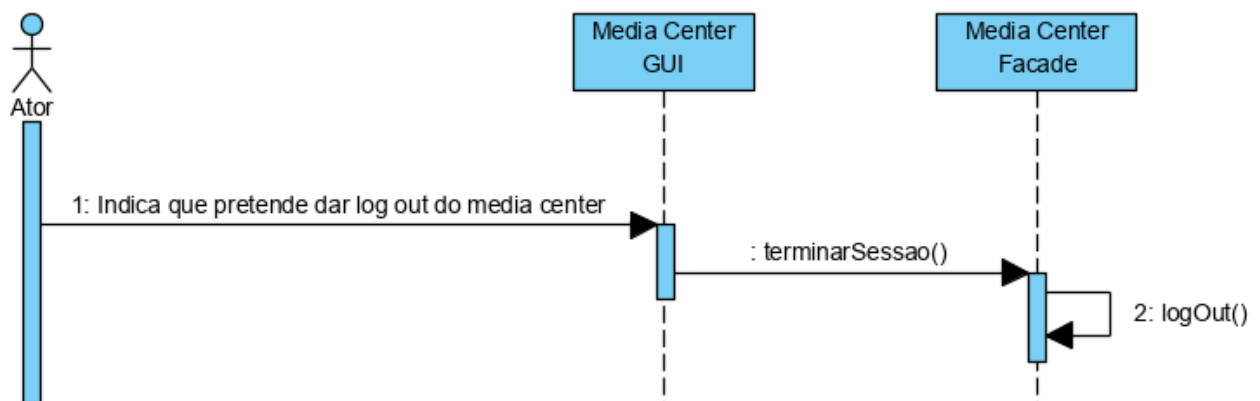 Media Center
GUI
Media Center
Facade
Ator
1: Indica que pretende dar log out do media center
: terminarSessao()
2: logOut()